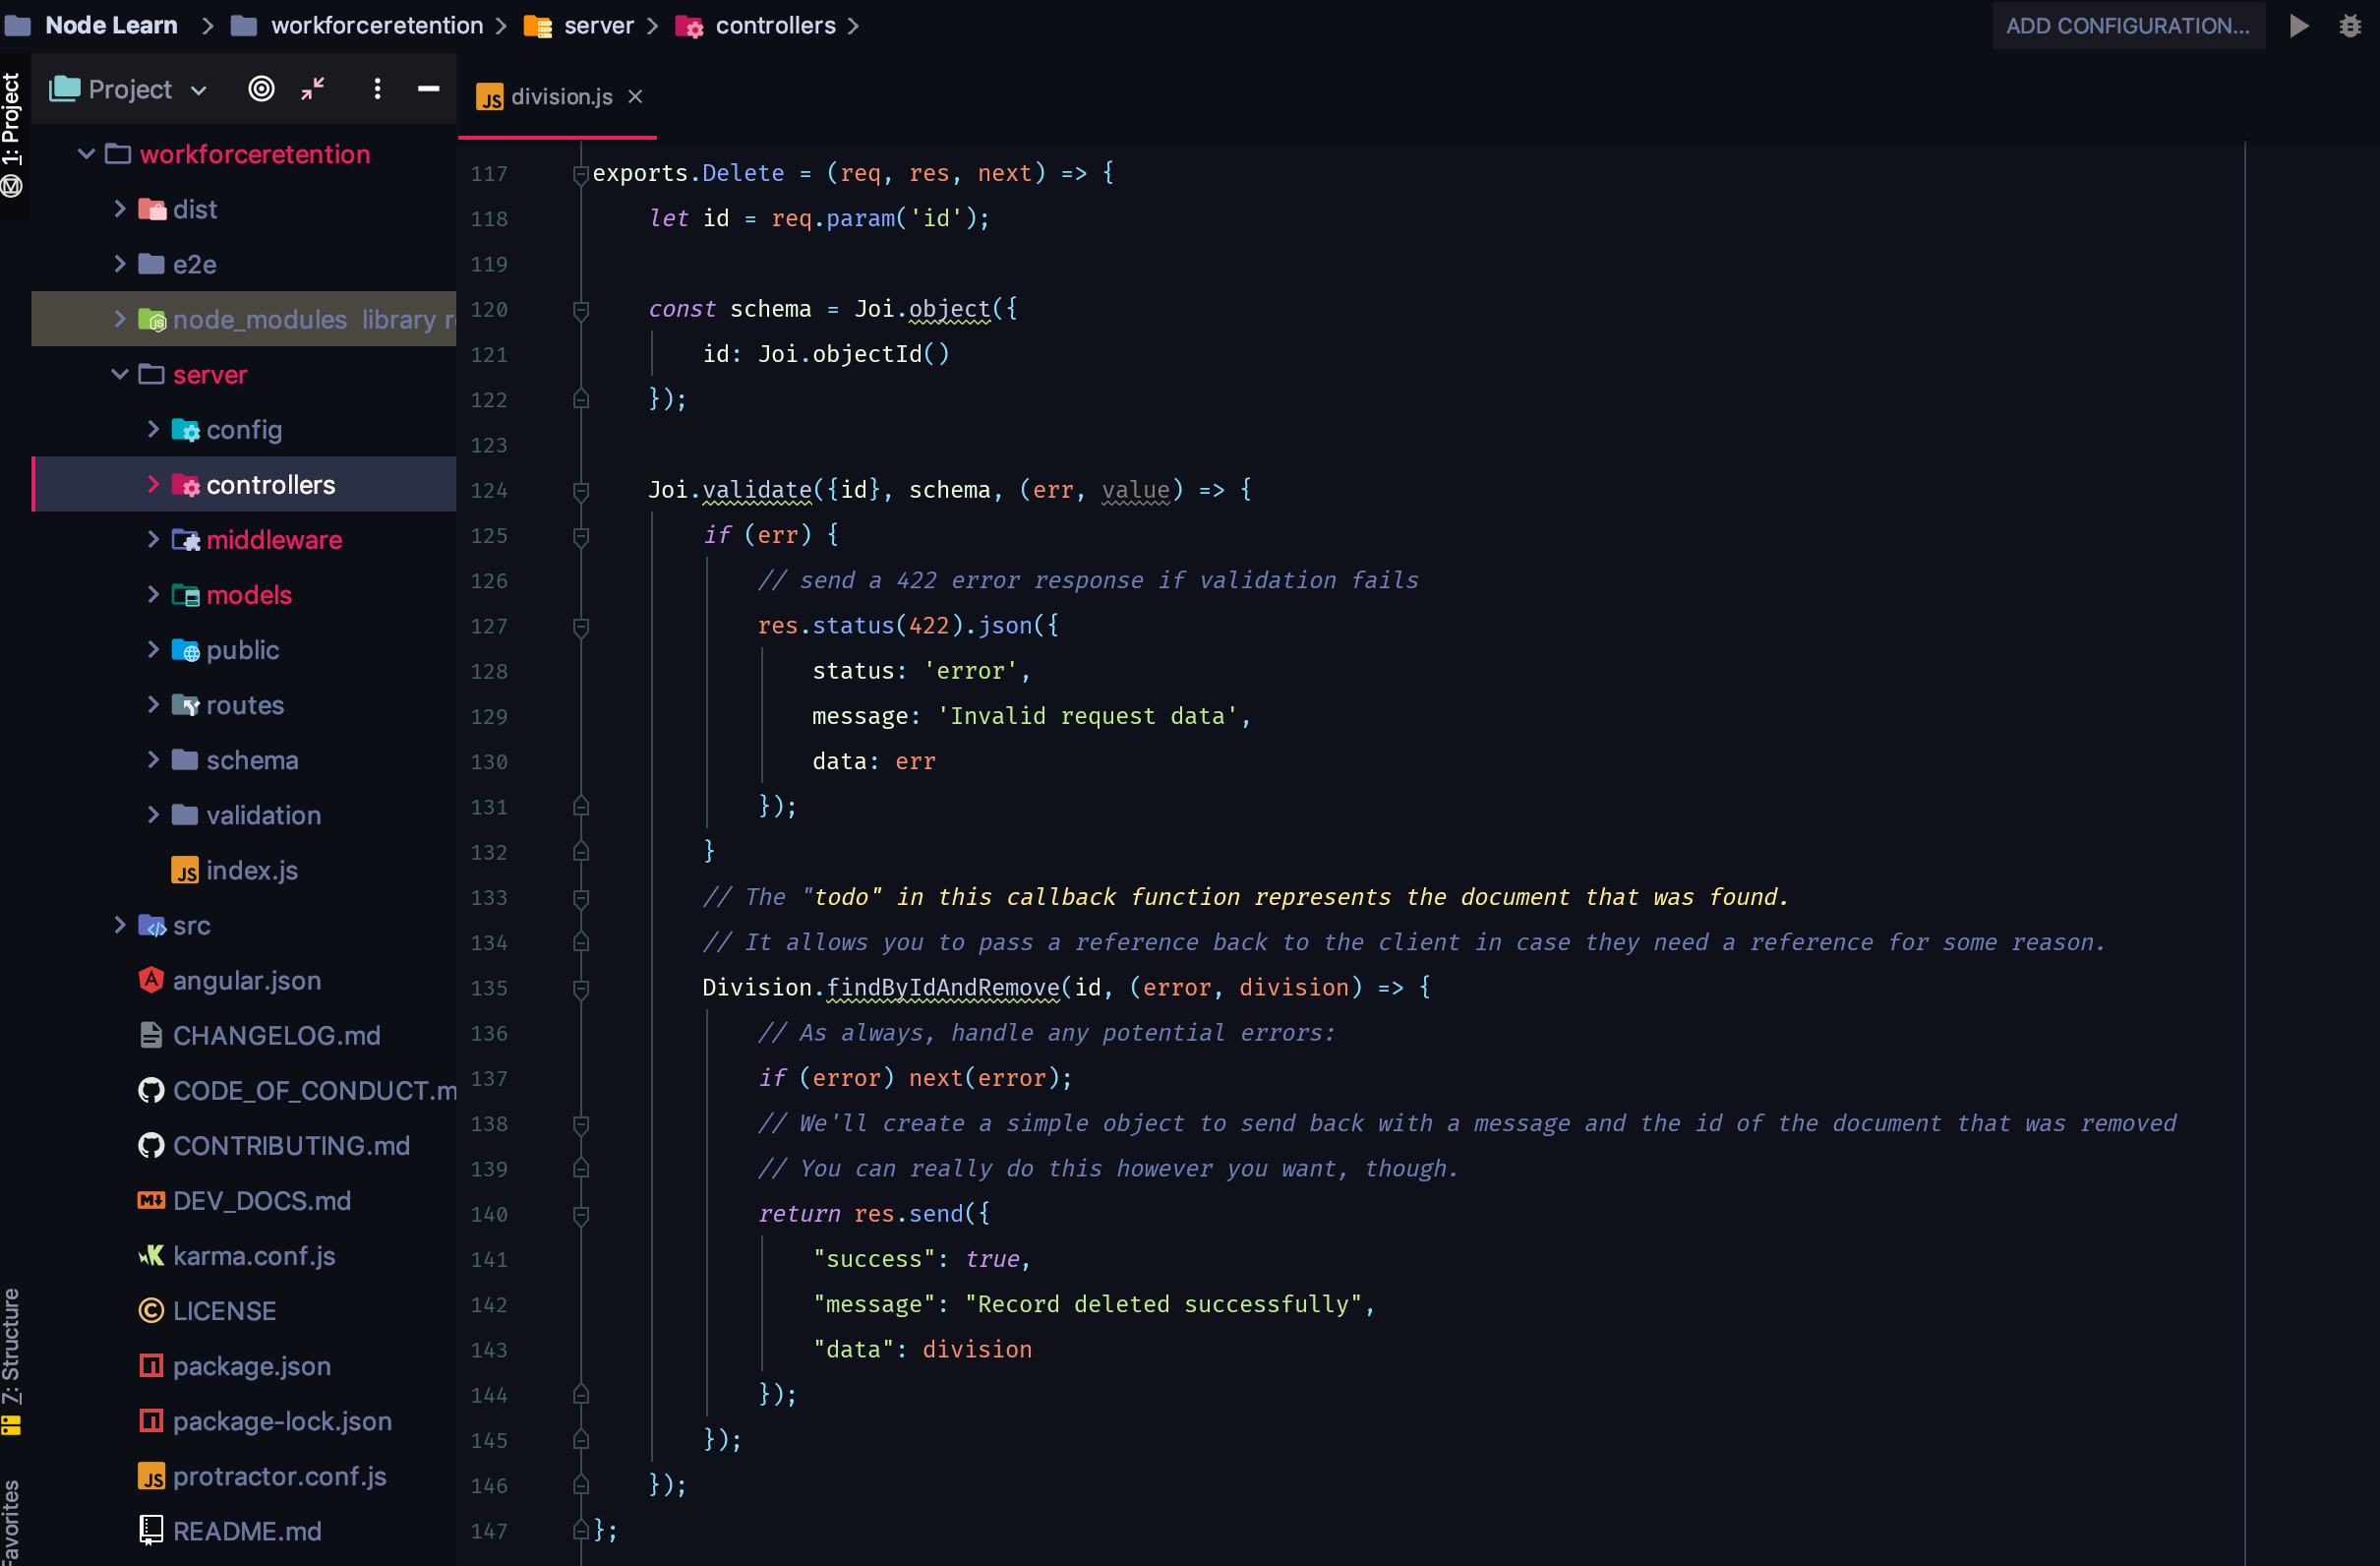 Node Learn workforceretention server controllers ADD CONFIGURATION...
1: Project
Project
division.js
workforceretention
dist
e2e
node_modules library r
server
config
controllers
middleware
models
public
routes
schema
validation
index.js
src
angular.json
CHANGELOG.md
CODE_OF_CONDUCT.m
CONTRIBUTING.md
DEV_DOCS.md
karma.conf.js
LICENSE
package.json
package-lock.json
protractor.conf.js
README.md
7: Structure
Favorites
117 exports.Delete = (req, res, next) => {
118 let id = req.param('id');
119
120 const schema = Joi.object({
121 id: Joi.objectId()
122 });
123
124 Joi.validate({id}, schema, (err, value) => {
125 if (err) {
126 // send a 422 error response if validation fails
127 res.status(422).json({
128 status: 'error',
129 message: 'Invalid request data',
130 data: err
131 });
132 }
133 // The "todo" in this callback function represents the document that was found.
134 // It allows you to pass a reference back to the client in case they need a reference for some reason.
135 Division.findByIdAndRemove(id, (error, division) => {
136 // As always, handle any potential errors:
137 if (error) next(error);
138 // We'll create a simple object to send back with a message and the id of the document that was removed
139 // You can really do this however you want, though.
140 return res.send({
141 "success": true,
142 "message": "Record deleted successfully",
143 "data": division
144 });
145 });
146 });
147 };